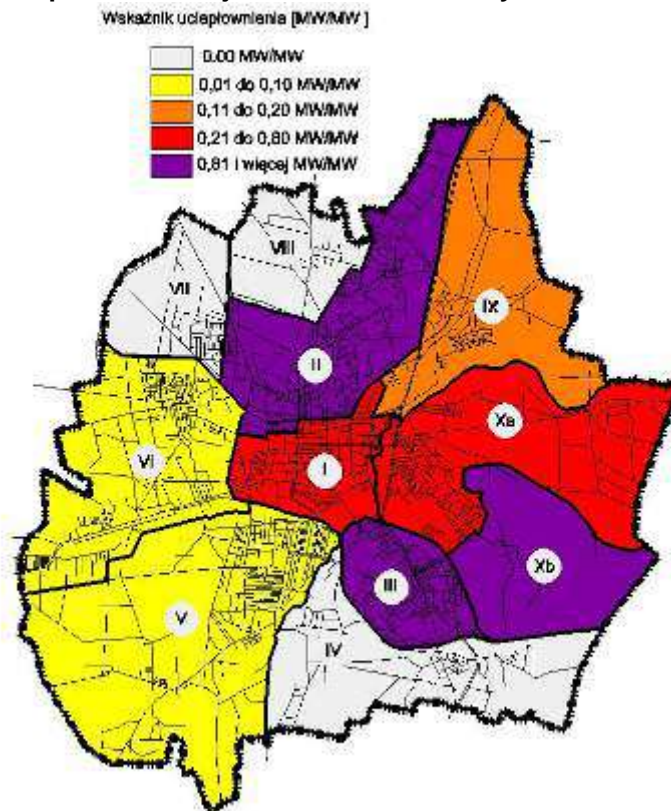 Wskaźnik uciepłownienia [MW/MW ]
0.00 MW/MW
0,01 do 0,10 MW/MW
0,11 do 0,20 MW/MW
0,21 do 0,80 MW/MW
0,81 i więcej MW/MW
VIII
VII
IX
II
Xa
VI
I
Xb
III
V
IV